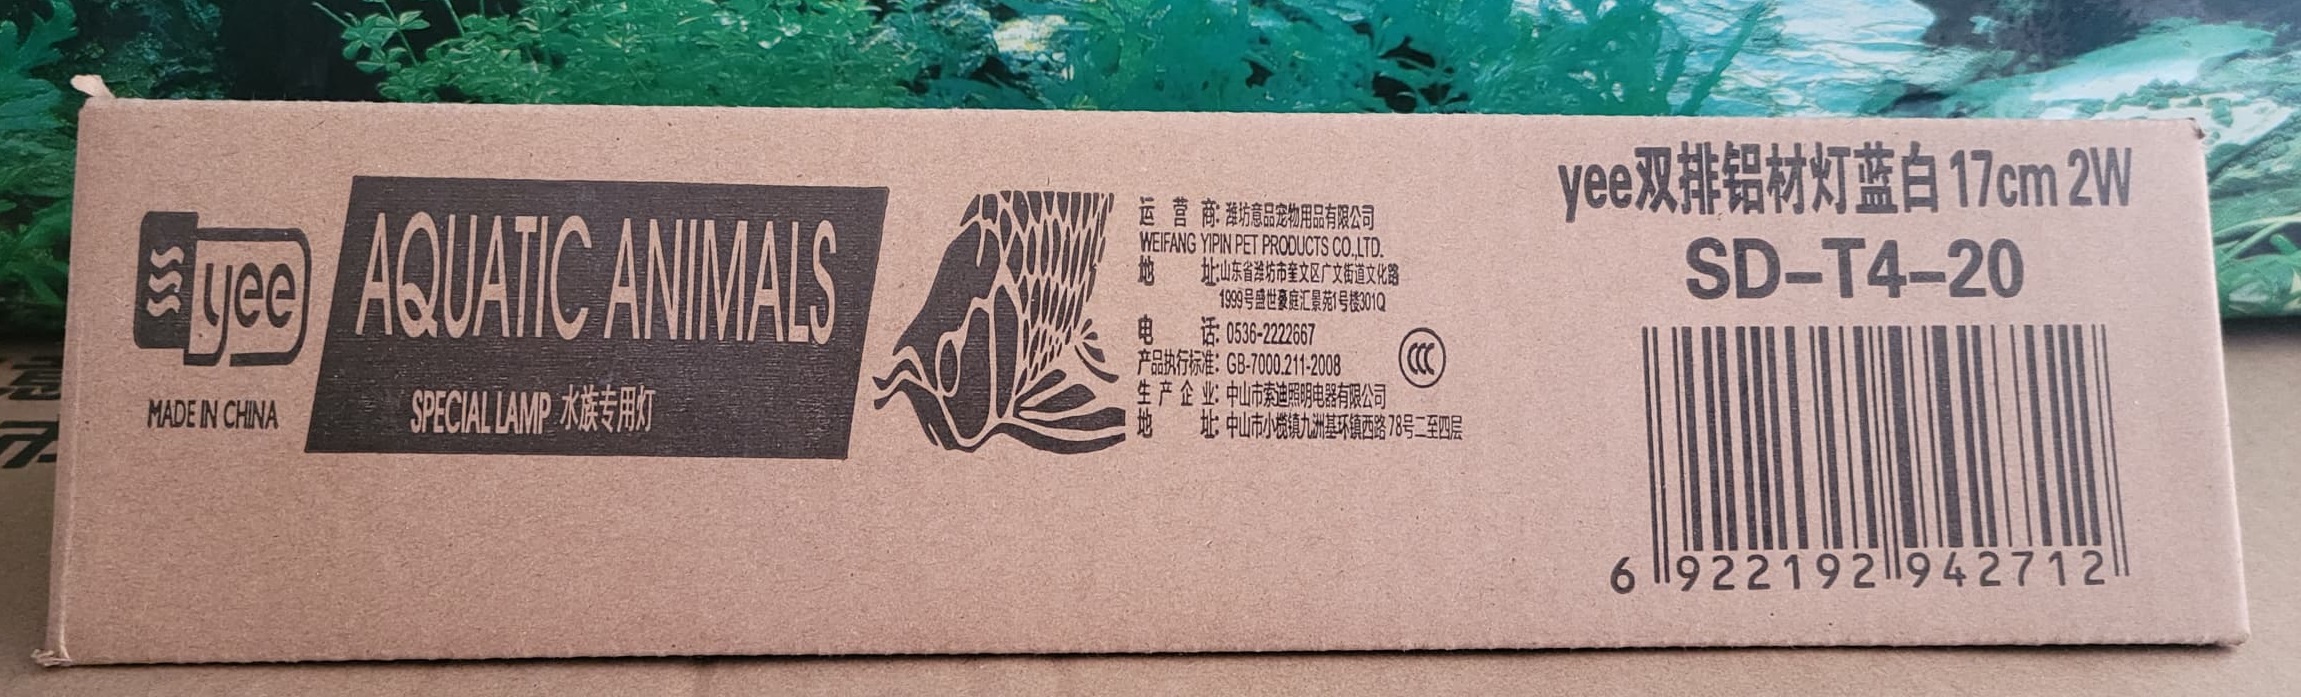 yee
MADE IN CHINA
AQUATIC ANIMALS
SPECIAL LAMP 水族专用灯
运营商: 潍坊意品宠物用品有限公司
WEIFANG YIPIN PET PRODUCTS CO.,LTD.
地址: 山东省潍坊市奎文区广文街道文化路
1999号盛世豪庭汇景苑1号楼301Q
电话: 0536-2222667
产品执行标准: GB-7000.211-2008
生产企业: 中山市索迪照明电器有限公司
地址: 中山市小榄镇九洲基环镇西路78号二至四层
CCC
yee双排铝材灯蓝白17cm 2W
SD-T4-20
6 922192 942712